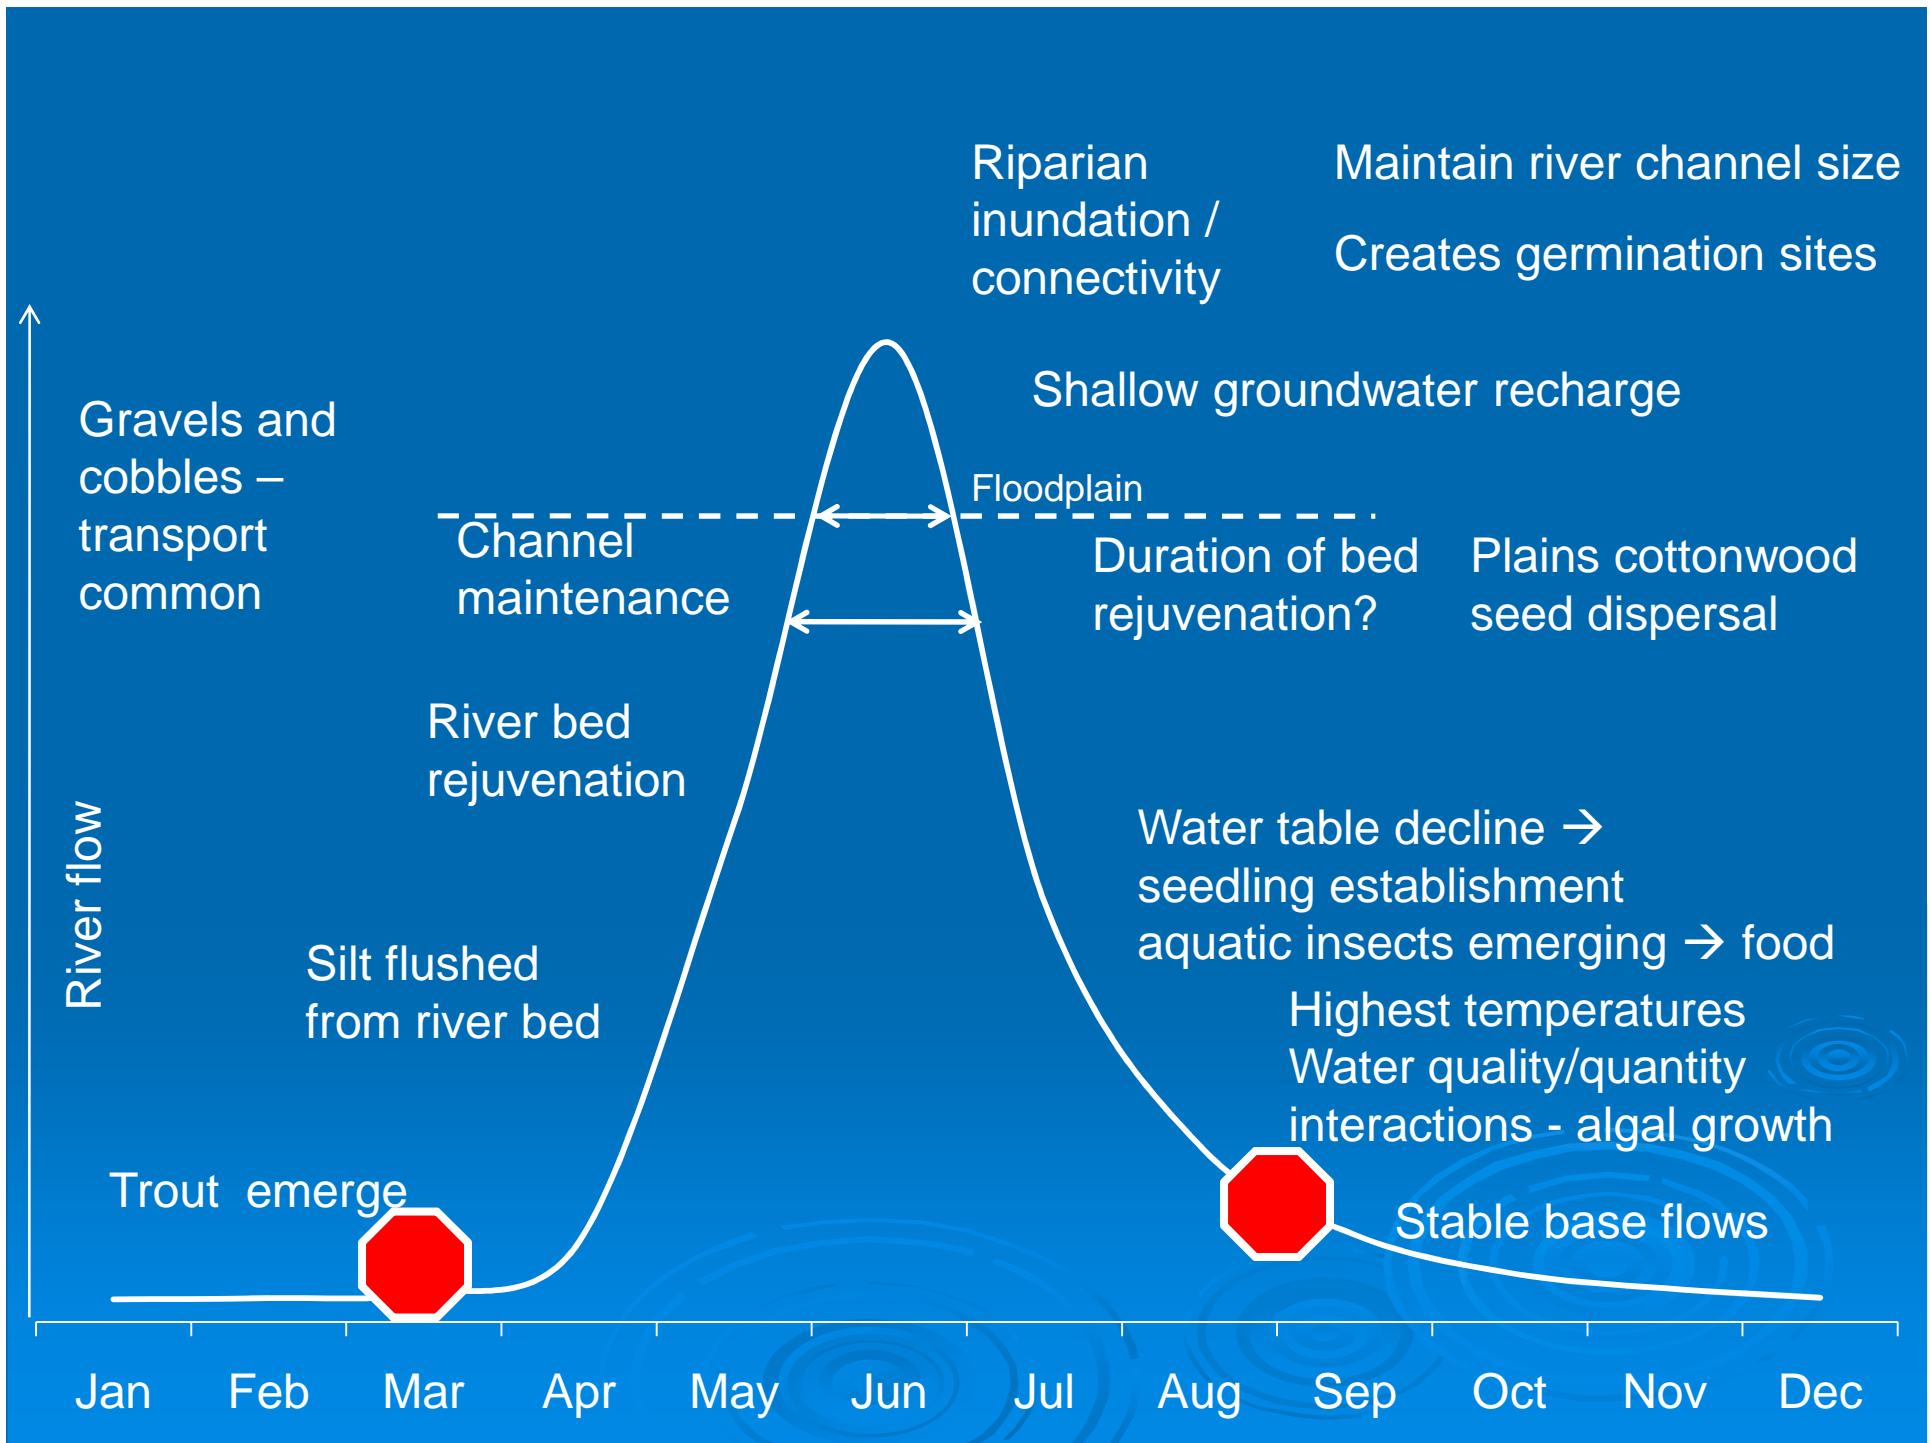 Riparian
inundation /
connectivity
Maintain river channel size
Creates germination sites
Shallow groundwater recharge
Gravels and
cobbles –
transport
common
Floodplain
Channel
maintenance
Duration of bed
rejuvenation?
Plains cottonwood
seed dispersal
River bed
rejuvenation
River flow
Water table decline →
seedling establishment
aquatic insects emerging → food
Silt flushed
from river bed
Highest temperatures
Water quality/quantity
interactions - algal growth
Trout  emerge
Stable base flows
Jan Feb Mar Apr May Jun Jul Aug Sep Oct Nov Dec